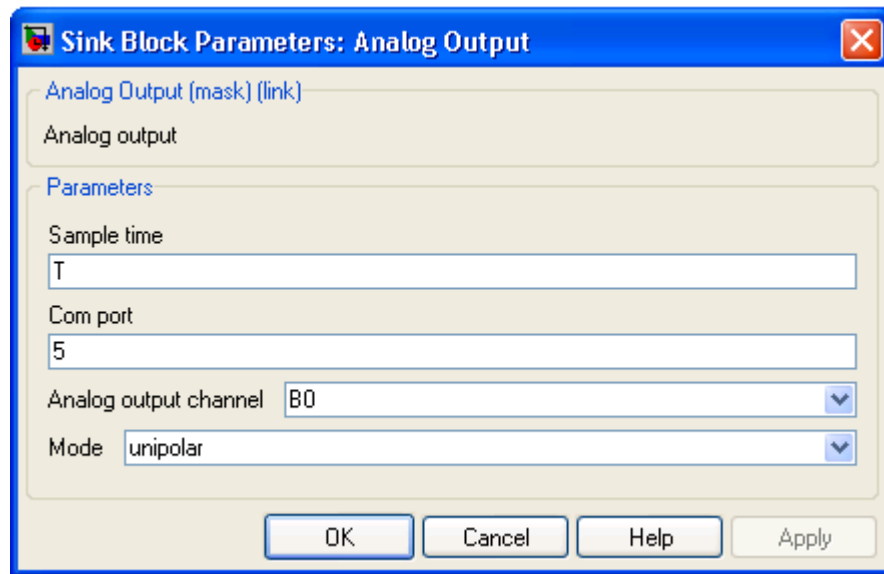 Sink Block Parameters: Analog Output
Analog Output (mask) (link)
Analog output
Parameters
Sample time
T
Com port
5
Analog output channel B0
Mode unipolar
OK Cancel Help Apply